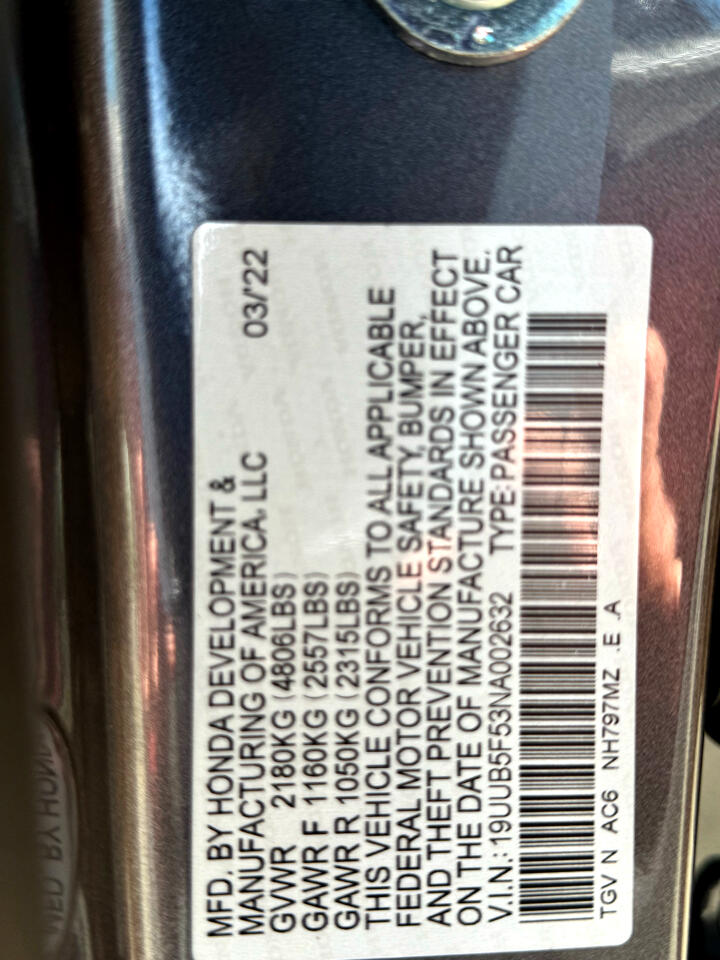 MFD. BY HONDA DEVELOPMENT &
MANUFACTURING OF AMERICA, LLC 03/'22
GVWR 2180KG (4806LBS)
GAWR F 1160KG (2557LBS)
GAWR R 1050KG (2315LBS)
THIS VEHICLE CONFORMS TO ALL APPLICABLE
FEDERAL MOTOR VEHICLE SAFETY, BUMPER,
AND THEFT PREVENTION STANDARDS IN EFFECT
ON THE DATE OF MANUFACTURE SHOWN ABOVE.
V.I.N.: 19UUB5F53NA002632 TYPE: PASSENGER CAR
TGV N AC6 NH797MZ .E .A